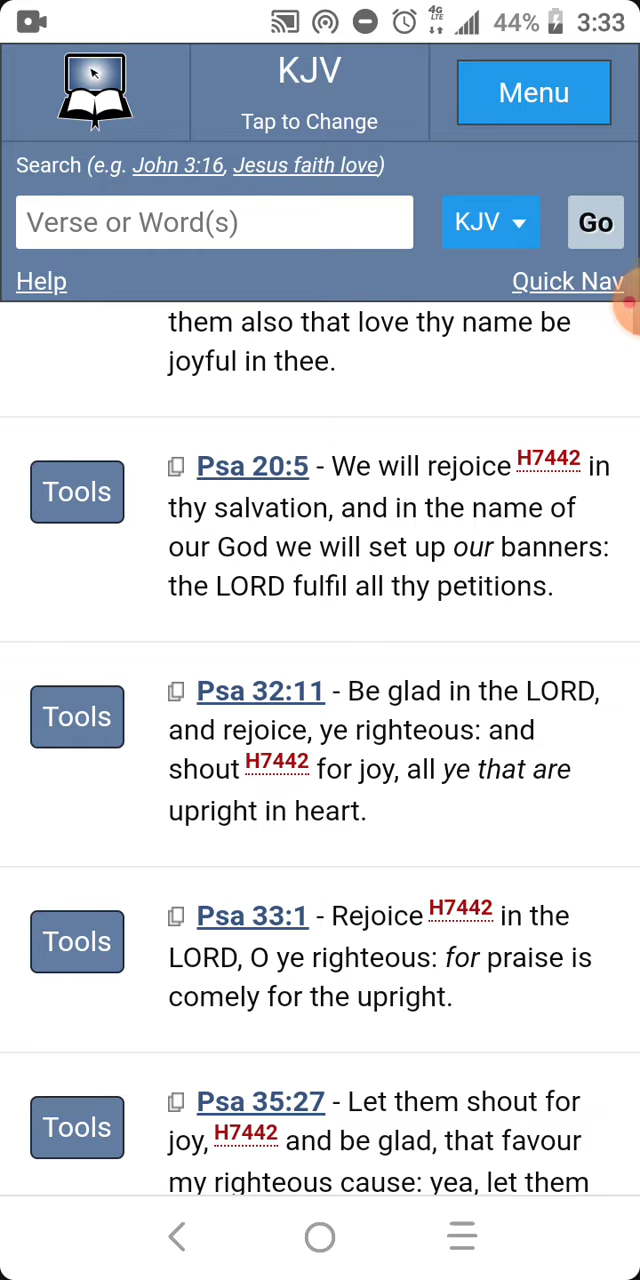 4G
LTE
44%
3:33
KJV
Tap to Change
Menu
Search (e.g. John 3:16, Jesus faith love)
Verse or Word(s)
KJV
Go
Help
Quick Nav
them also that love thy name be
joyful in thee.
Tools
Psa 20:5 - We will rejoice H7442 in
thy salvation, and in the name of
our God we will set up our banners:
the LORD fulfil all thy petitions.
Tools
Psa 32:11 - Be glad in the LORD,
and rejoice, ye righteous: and
shout H7442 for joy, all ye that are
upright in heart.
Tools
Psa 33:1 - Rejoice H7442 in the
LORD, O ye righteous: for praise is
comely for the upright.
Tools
Psa 35:27 - Let them shout for
joy, H7442 and be glad, that favour
my righteous cause: yea, let them